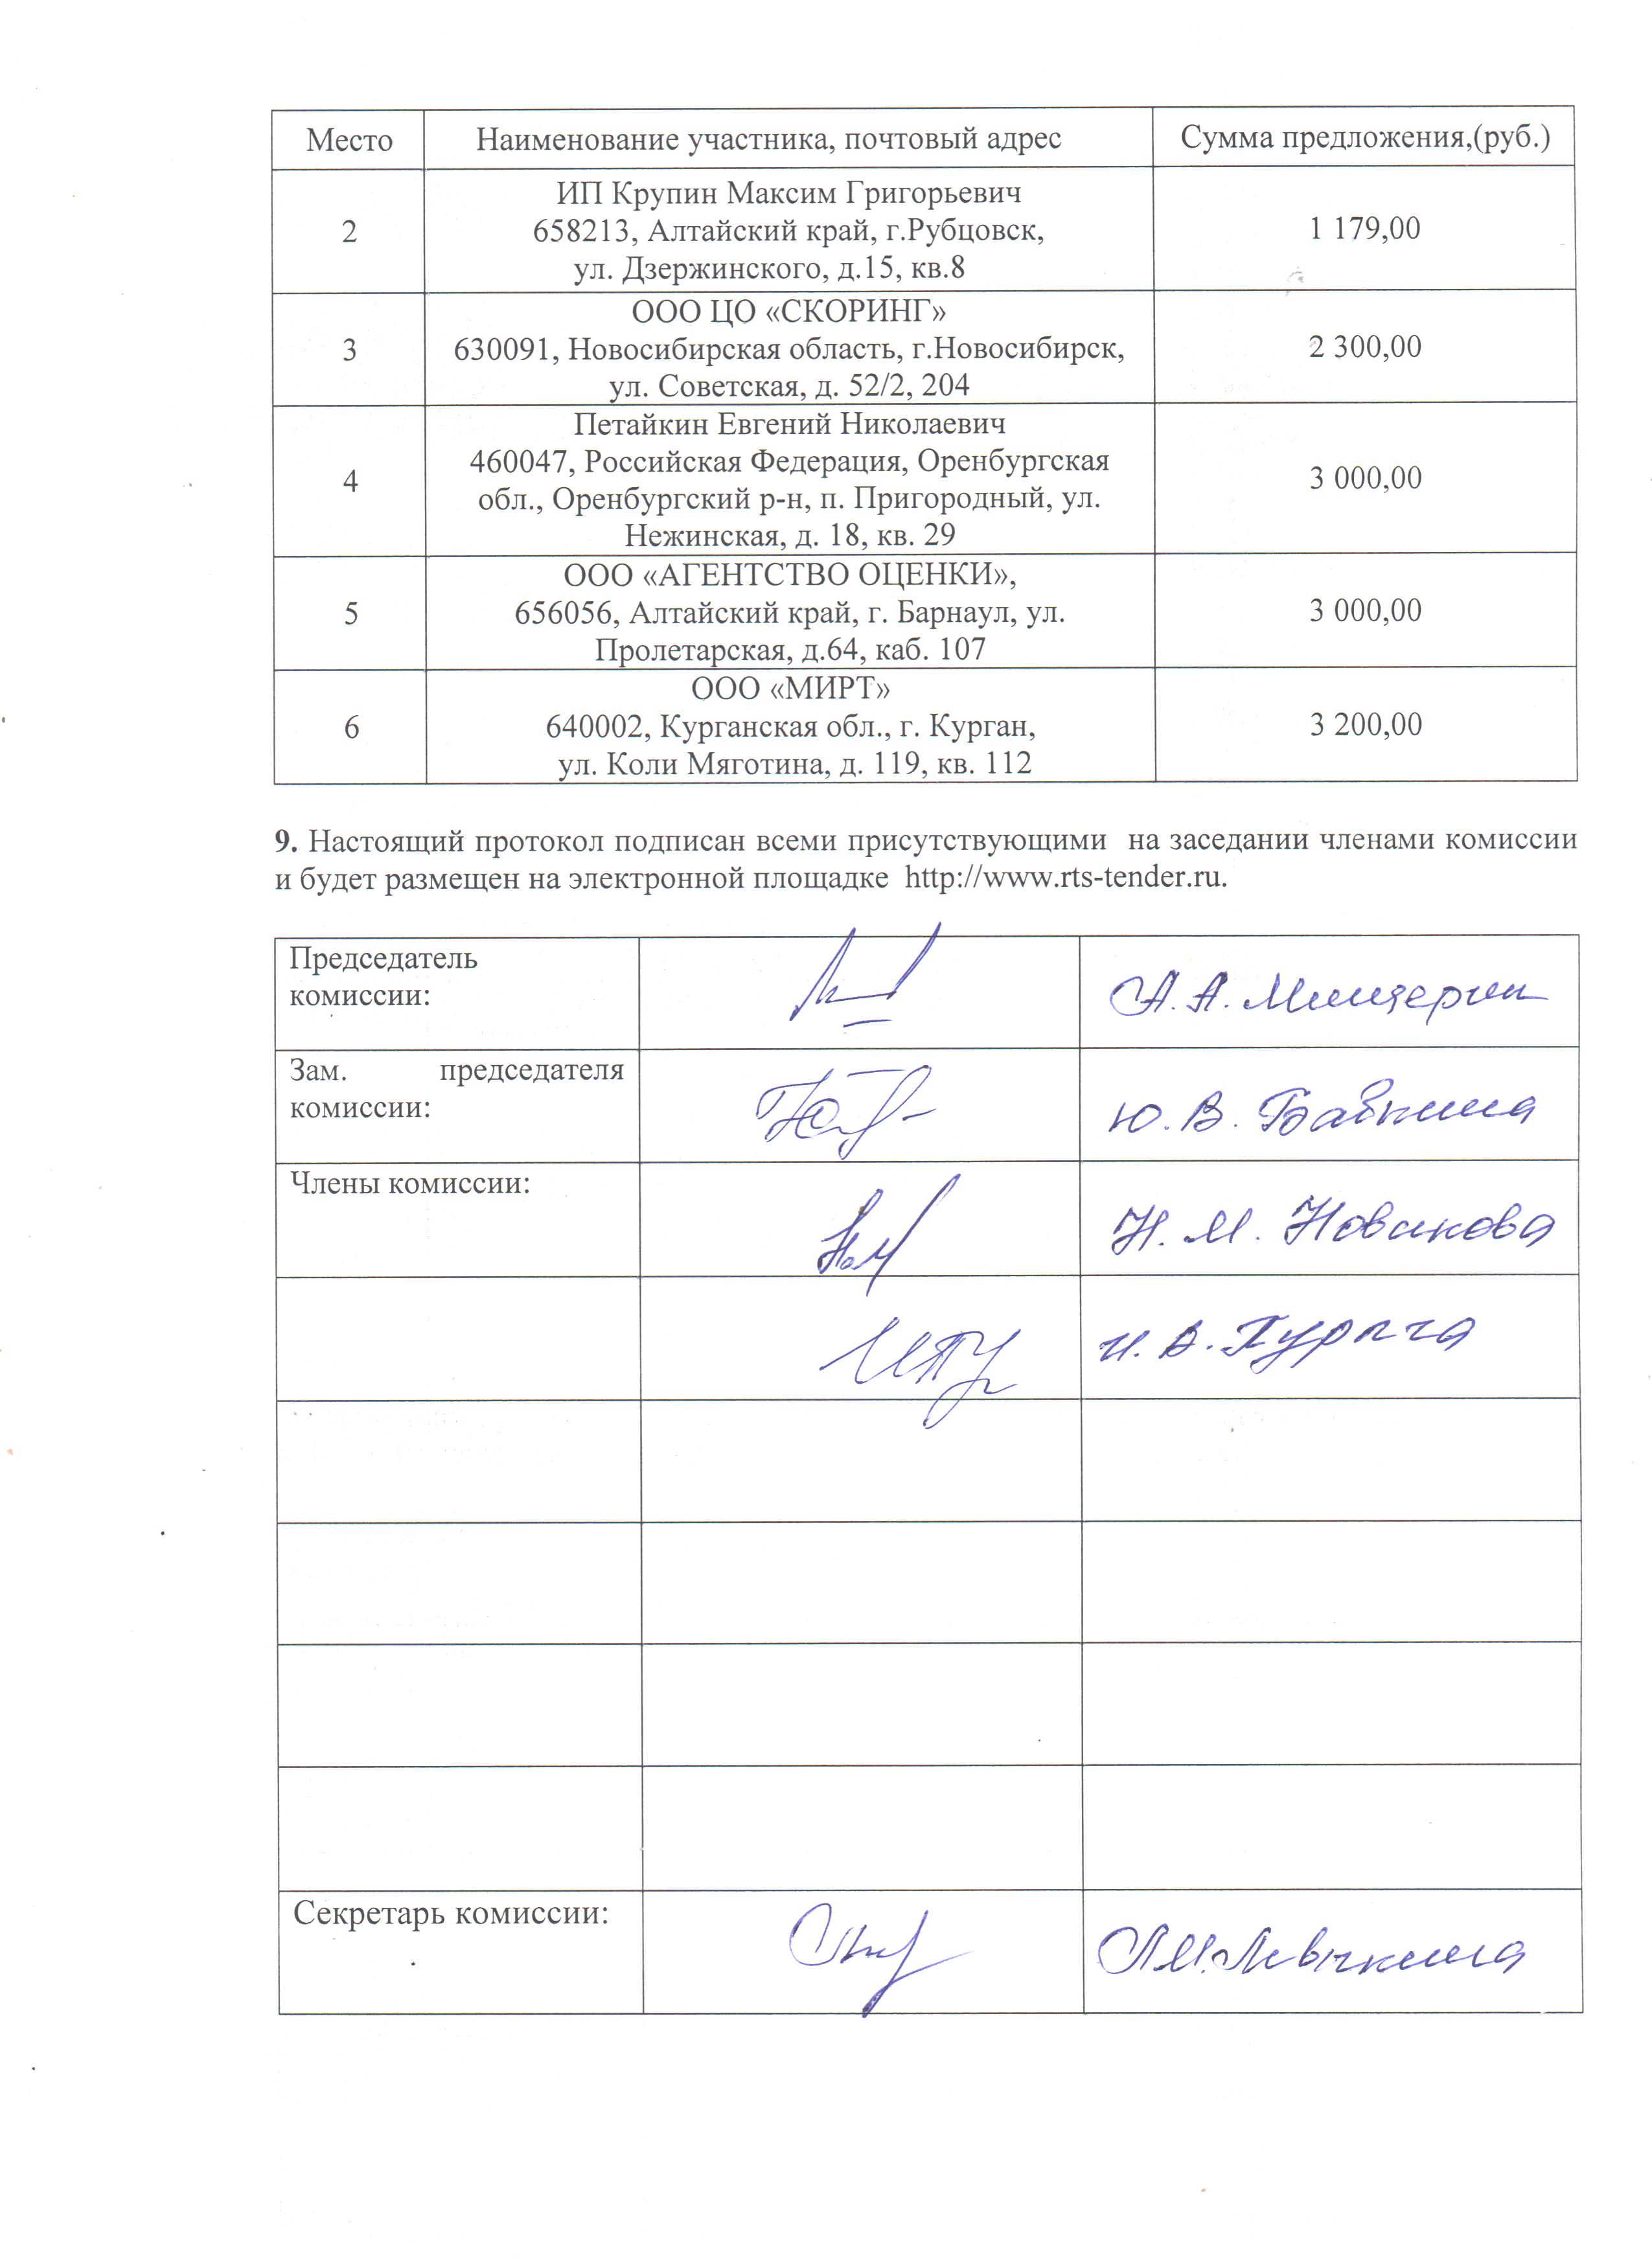 Место Наименование участника, почтовый адрес Сумма предложения,(руб.)
ИП Крупин Максим Григорьевич
2 658213, Алтайский край, г.Рубцовск, 1 179,00
ул. Дзержинского, д.15, кв.8
ООО ЦО «СКОРИНГ»
3 630091, Новосибирская область, г.Новосибирск, 2 300,00
ул. Советская, д. 52/2, 204
Петайкин Евгений Николаевич
460047, Российская Федерация, Оренбургская
4 3 000,00
обл., Оренбургский р-н, п. Пригородный, ул.
Нежинская, д. 18, кв. 29
ООО «АГЕНТСТВО ОЦЕНКИ»,
5 656056, Алтайский край, г. Барнаул, ул. 3 000,00
Пролетарская, д.64, каб. 107
ООО «МИРТ»
6 640002, Курганская обл., г. Курган, 3 200,00
ул. Коли Мяготина, д. 119, кв. 112
9. Настоящий протокол подписан всеми присутствующими на заседании членами комиссии
и будет размещен на электронной площадке http://www.rts-tender.ru.
Председатель
комиссии:
А.А. Мищерин
Зам. председателя
комиссии:
Ю.В. Бабкина
Члены комиссии:
Н.М. Новикова
Секретарь комиссии: